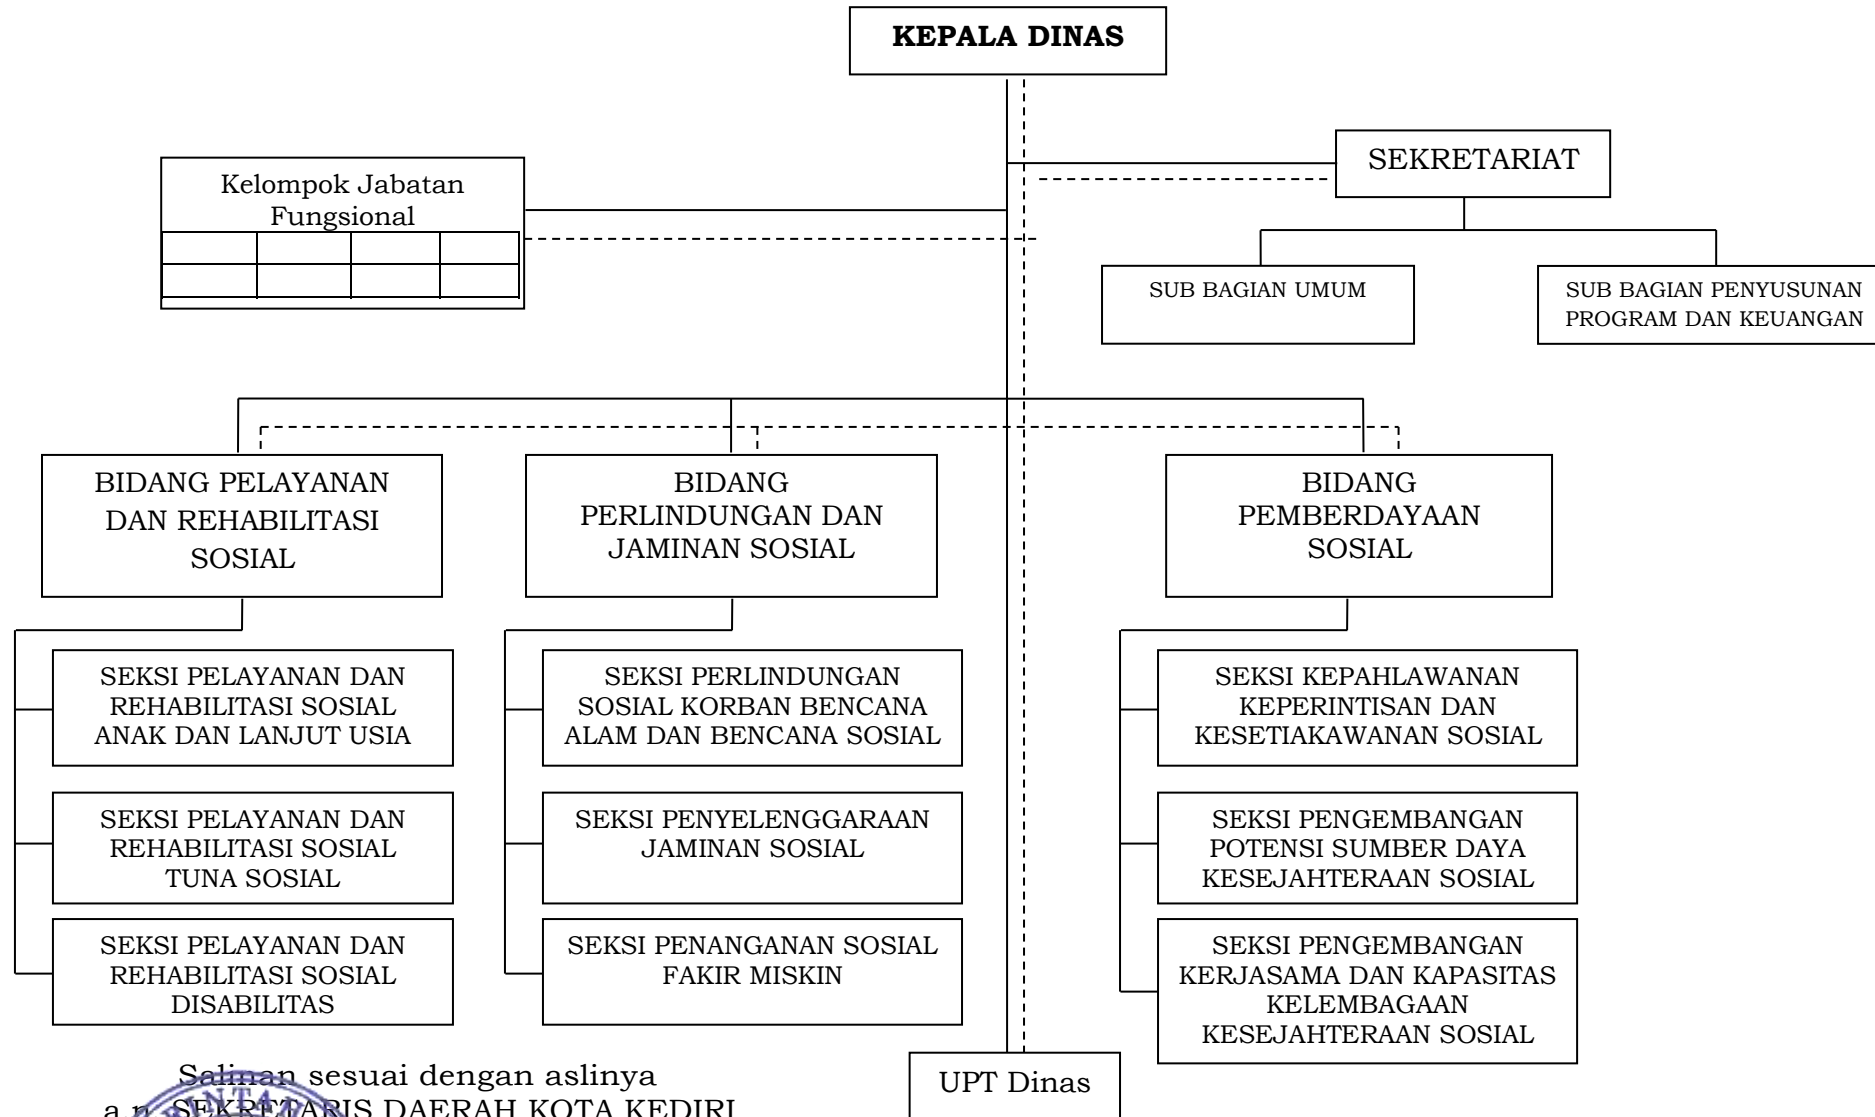 KEPALA DINAS
SEKRETARIAT
Kelompok Jabatan
Fungsional
SUB BAGIAN UMUM
SUB BAGIAN PENYUSUNAN
PROGRAM DAN KEUANGAN
BIDANG PELAYANAN
DAN REHABILITASI
SOSIAL
BIDANG
PERLINDUNGAN DAN
JAMINAN SOSIAL
BIDANG
PEMBERDAYAAN
SOSIAL
SEKSI PELAYANAN DAN
REHABILITASI SOSIAL
ANAK DAN LANJUT USIA
SEKSI PELAYANAN DAN
REHABILITASI SOSIAL
TUNA SOSIAL
SEKSI PELAYANAN DAN
REHABILITASI SOSIAL
DISABILITAS
SEKSI PERLINDUNGAN
SOSIAL KORBAN BENCANA
ALAM DAN BENCANA SOSIAL
SEKSI PENYELENGGARAAN
JAMINAN SOSIAL
SEKSI PENANGANAN SOSIAL
FAKIR MISKIN
SEKSI KEPAHLAWANAN
KEPERINTISAN DAN
KESETIAKAWANAN SOSIAL
SEKSI PENGEMBANGAN
POTENSI SUMBER DAYA
KESEJAHTERAAN SOSIAL
SEKSI PENGEMBANGAN
KERJASAMA DAN KAPASITAS
KELEMBAGAAN
KESEJAHTERAAN SOSIAL
UPT Dinas
Salinan sesuai dengan aslinya
a.n. SEKRETARIS DAERAH KOTA KEDIRI